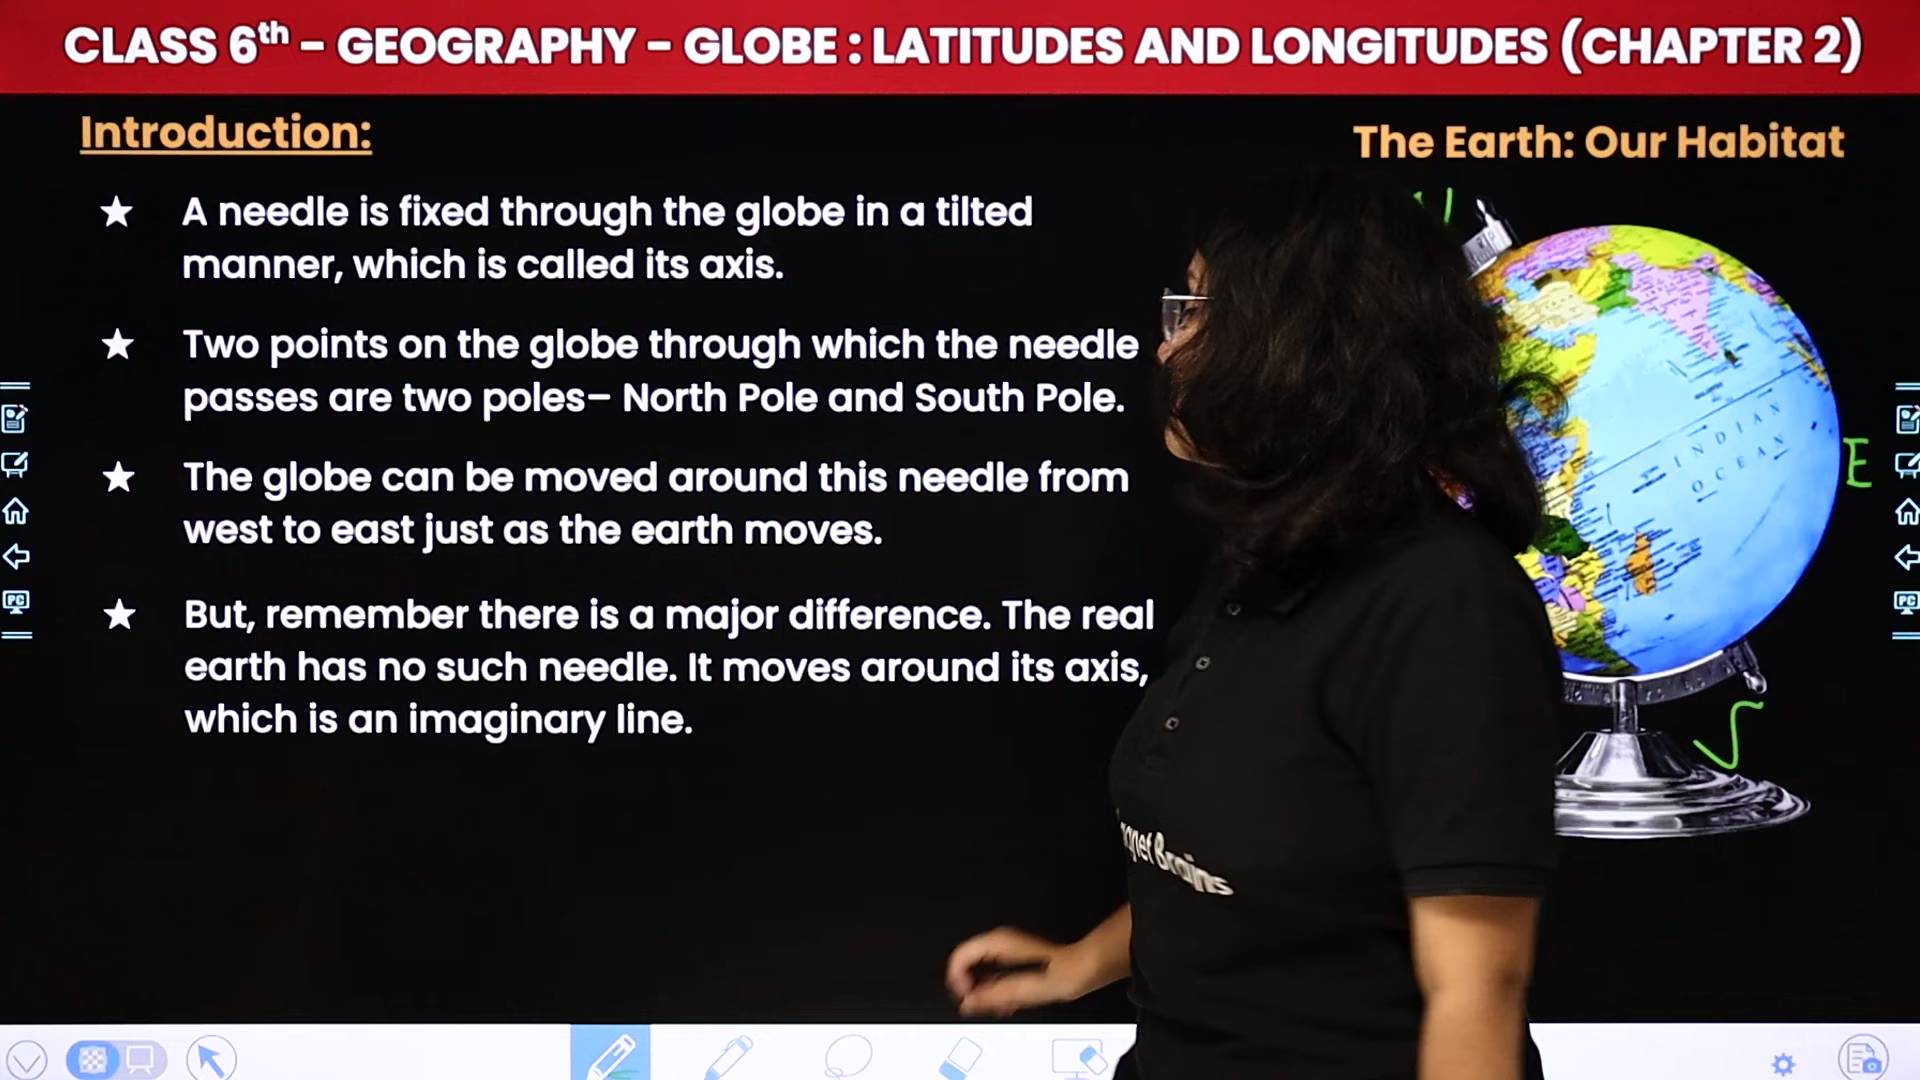 CLASS 6th – GEOGRAPHY – GLOBE : LATITUDES AND LONGITUDES (CHAPTER 2)
Introduction:
The Earth: Our Habitat
★ A needle is fixed through the globe in a tilted
manner, which is called its axis.
★ Two points on the globe through which the needle
passes are two poles– North Pole and South Pole.
★ The globe can be moved around this needle from
west to east just as the earth moves.
★ But, remember there is a major difference. The real
earth has no such needle. It moves around its axis,
which is an imaginary line.
INDIAN
OCEAN
E
S
Brains
PC
PC